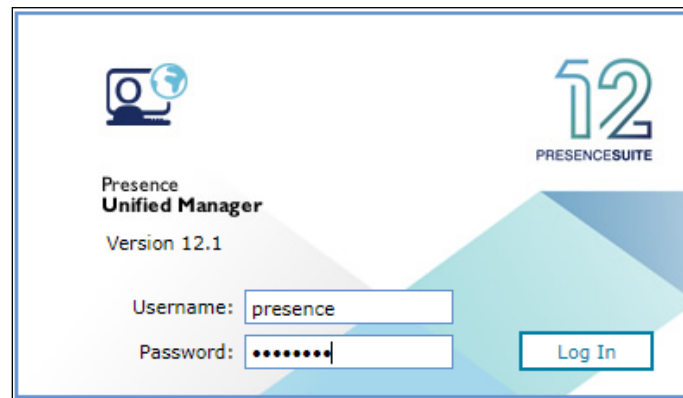 12
PRESENCESUITE
Presence
Unified Manager
Version 12.1
Username: presence
Password: ••••••••
Log In